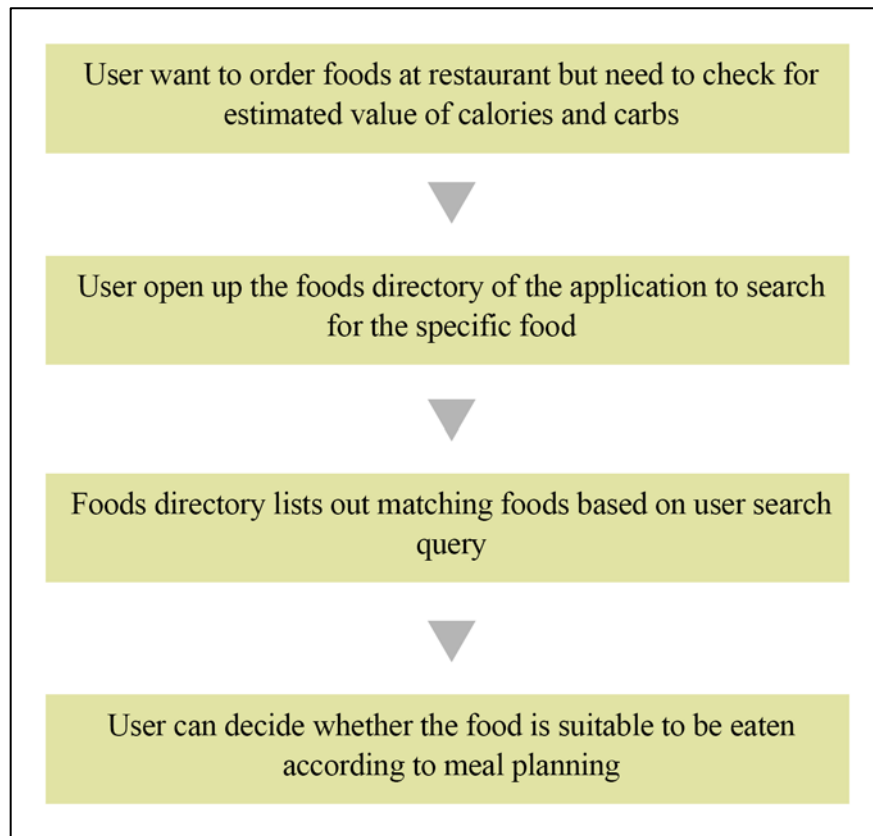 User want to order foods at restaurant but need to check for
estimated value of calories and carbs
User open up the foods directory of the application to search
for the specific food
Foods directory lists out matching foods based on user search
query
User can decide whether the food is suitable to be eaten
according to meal planning